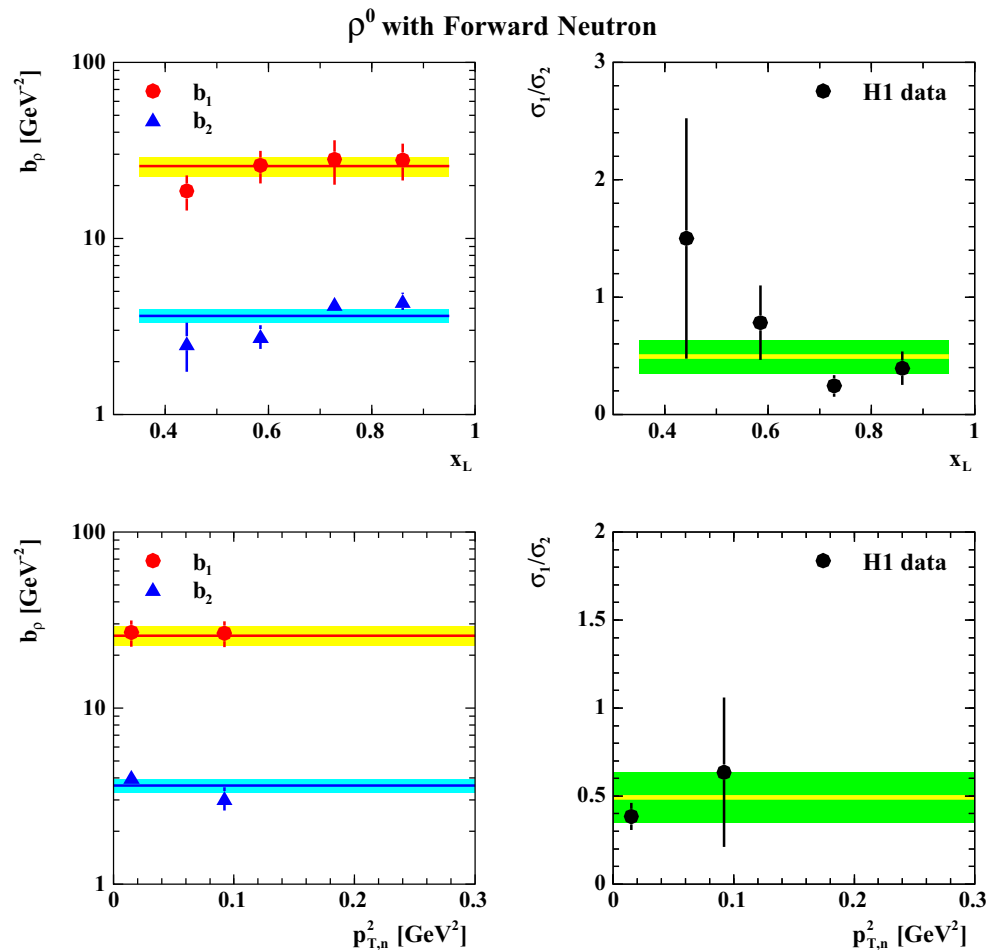 ρ⁰ with Forward Neutron
b_ρ [GeV⁻²]
100
10
1
b₁
b₂
0.4 0.6 0.8 1
x_L
σ₁/σ₂
3
2
1
0
H1 data
0.4 0.6 0.8 1
x_L
b_ρ [GeV⁻²]
100
10
1
b₁
b₂
0 0.1 0.2 0.3
p²_T,n [GeV²]
σ₁/σ₂
2
1.5
1
0.5
0
H1 data
0 0.1 0.2 0.3
p²_T,n [GeV²]